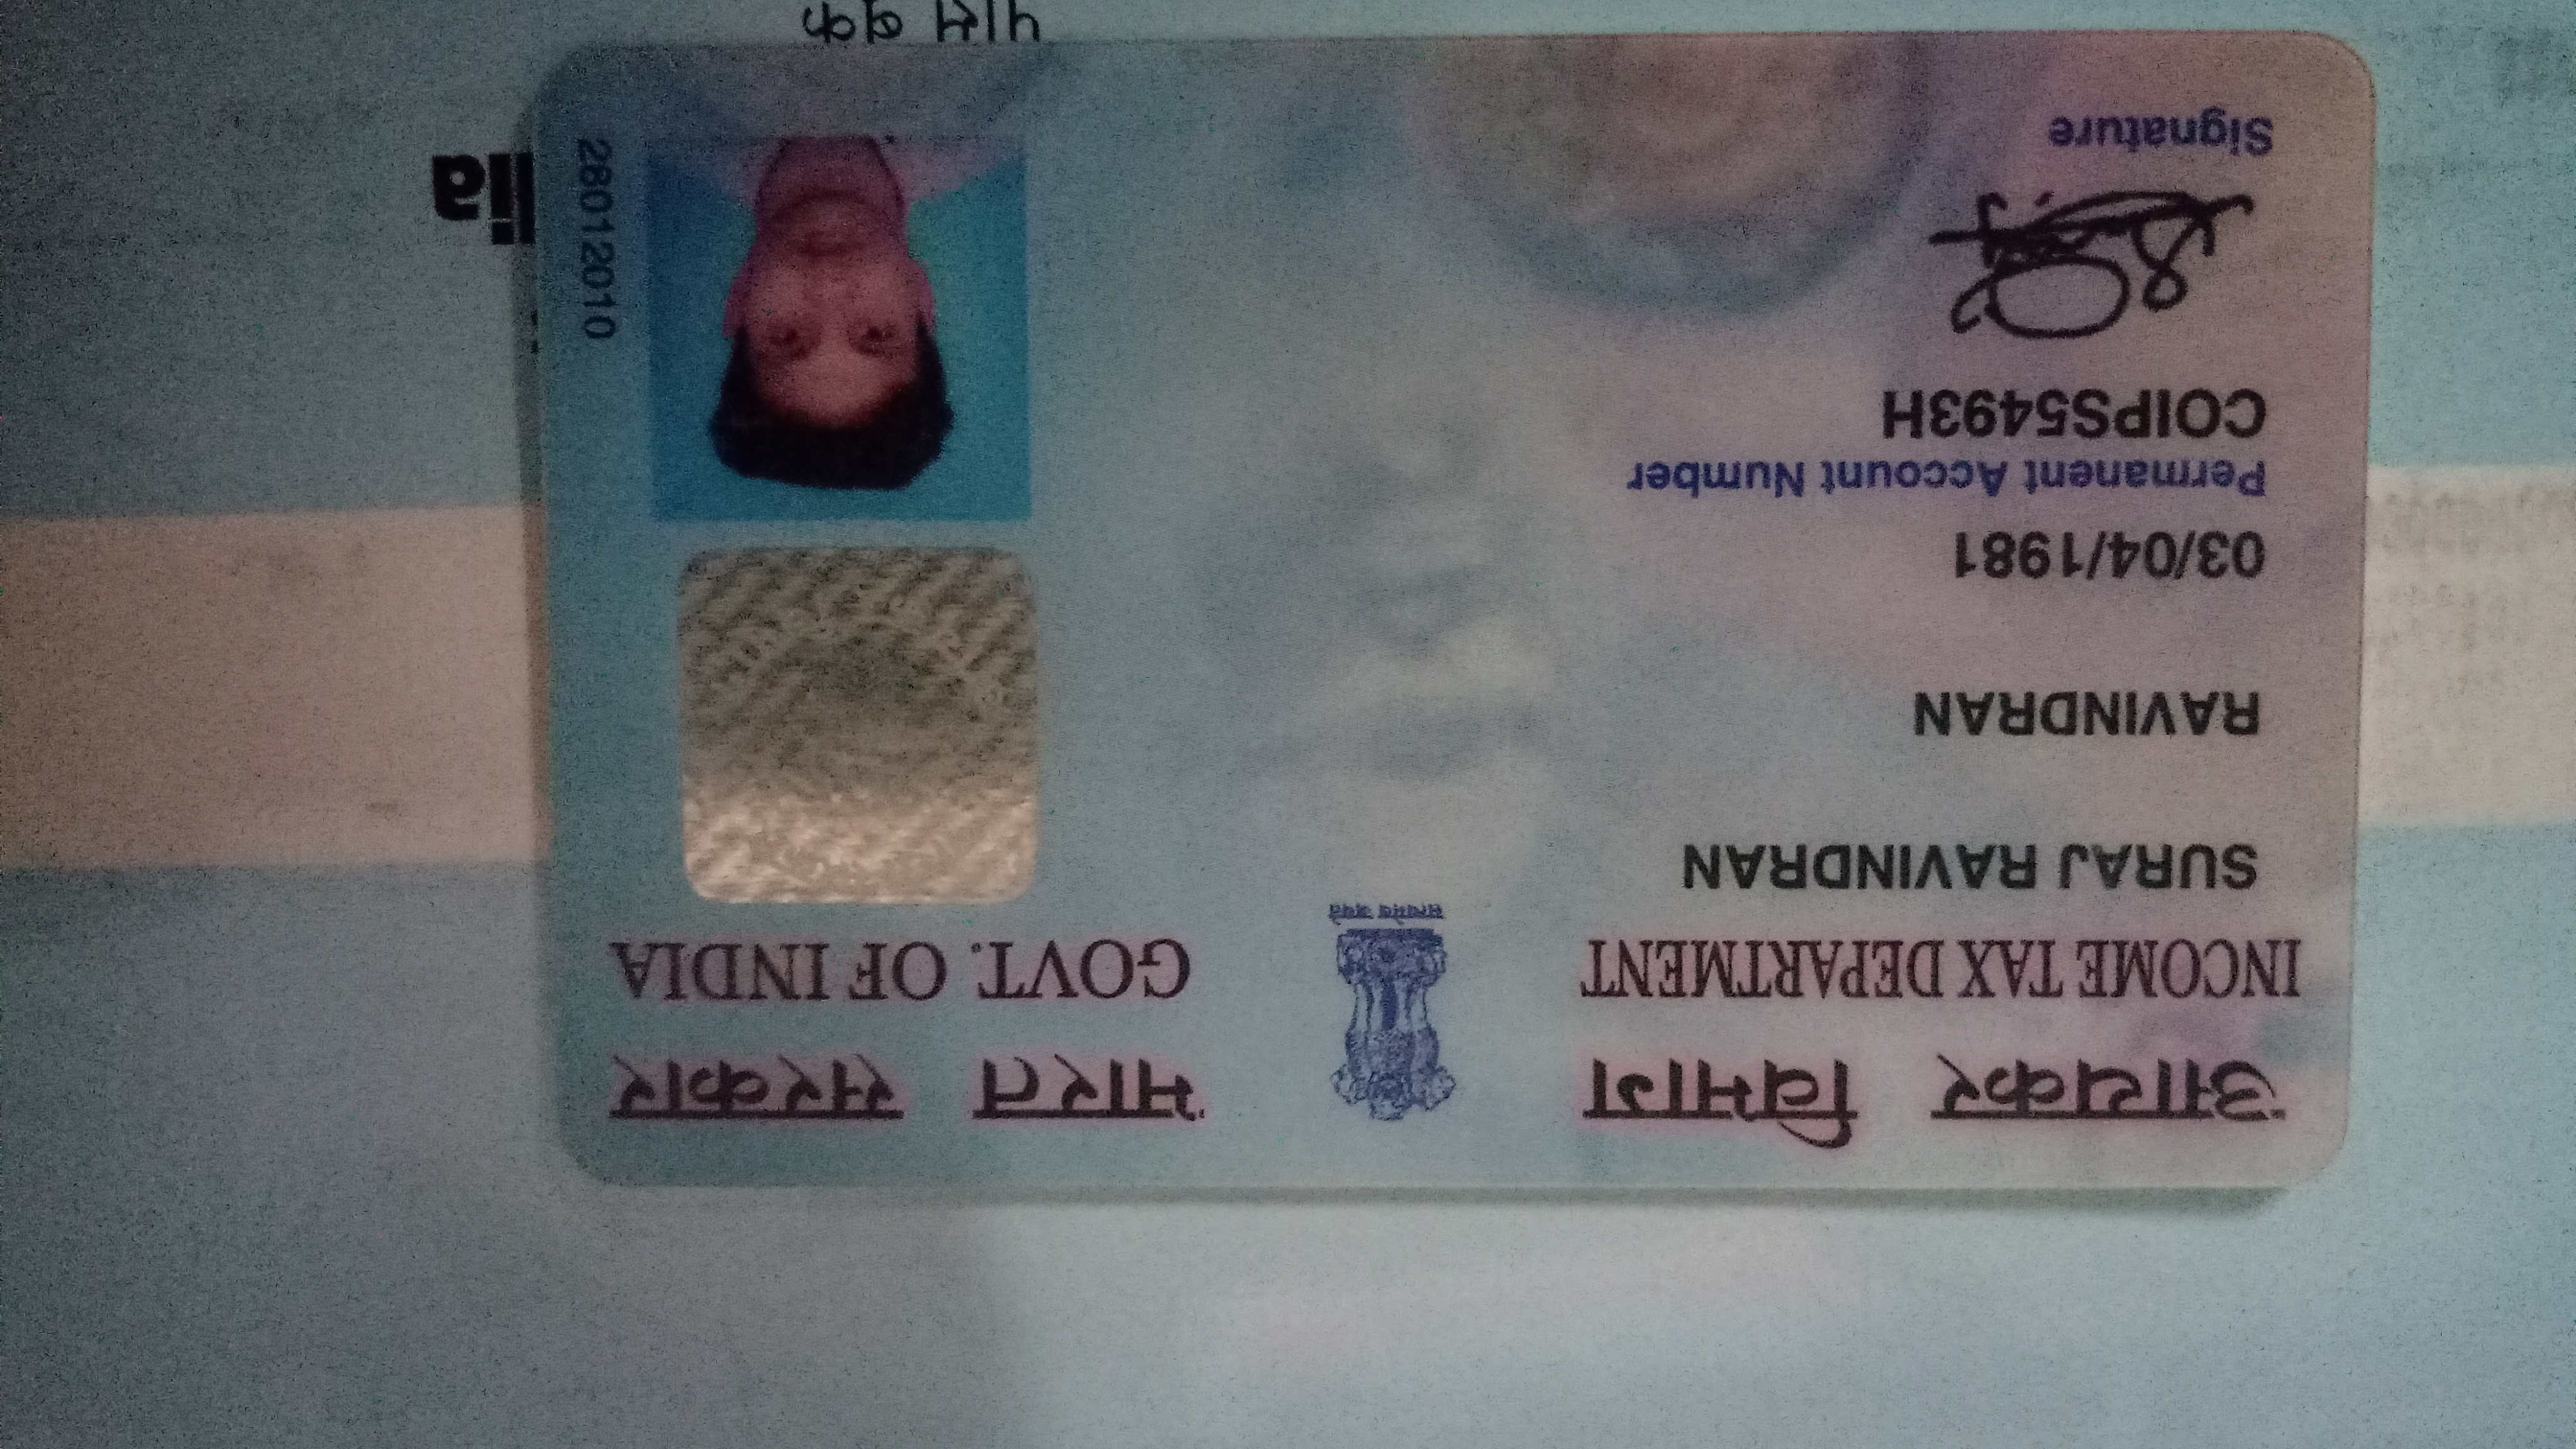 आयकर विभाग
INCOME TAX DEPARTMENT
सत्यमेव जयते
भारत सरकार
GOVT. OF INDIA
SURAJ RAVINDRAN
RAVINDRAN
03/04/1981
Permanent Account Number
COIPS5493H
Signature
28012010
lia
पास बुक